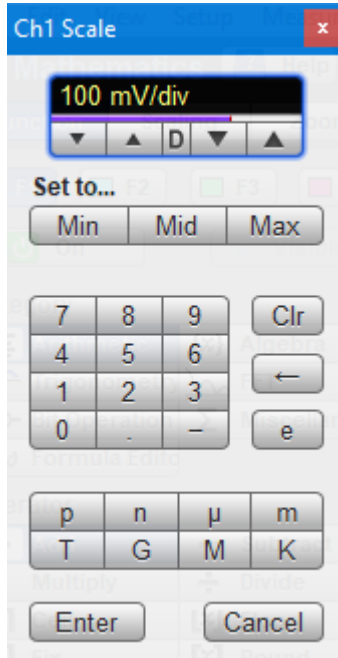 Ch1 Scale x
100 mV/div
D
Set to...
Min Mid Max
7 8 9 Clr
4 5 6 ←
1 2 3
0 . – e
p n µ m
T G M K
Enter Cancel